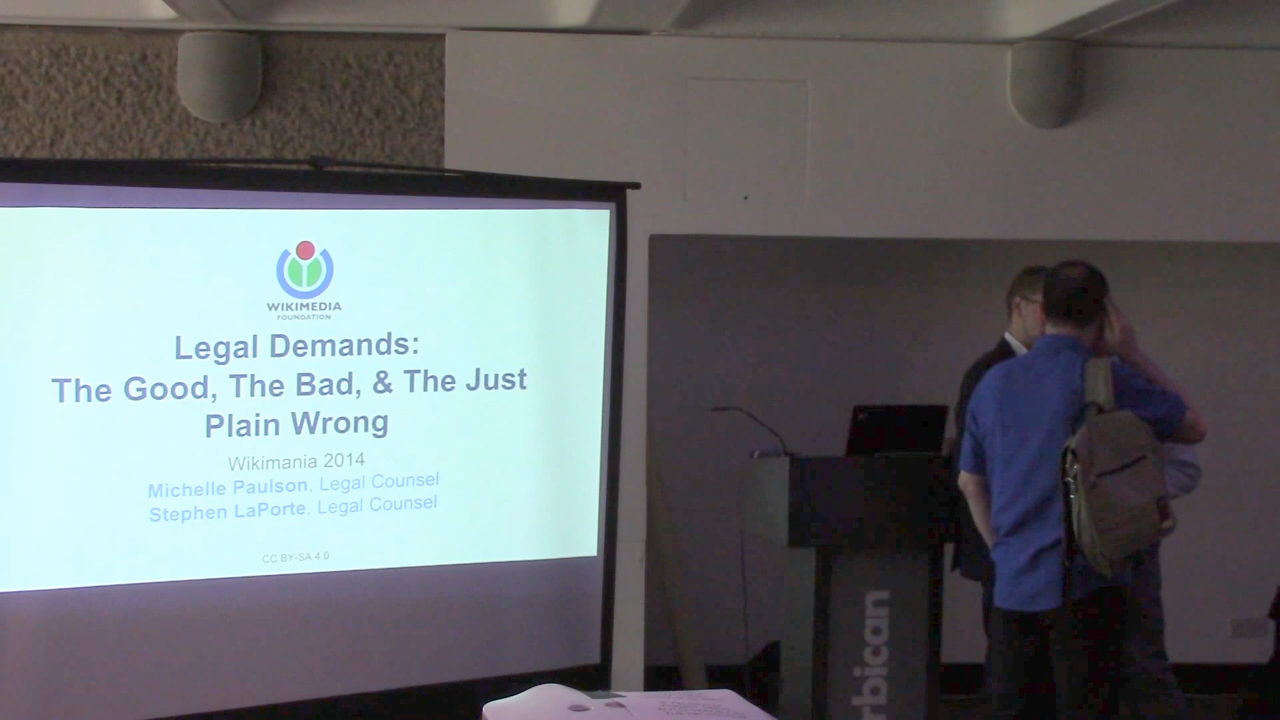 WIKIMEDIA
FOUNDATION
Legal Demands:
The Good, The Bad, & The Just
Plain Wrong
Wikimania 2014
Michelle Paulson, Legal Counsel
Stephen LaPorte, Legal Counsel
CC BY-SA 4.0
rbican